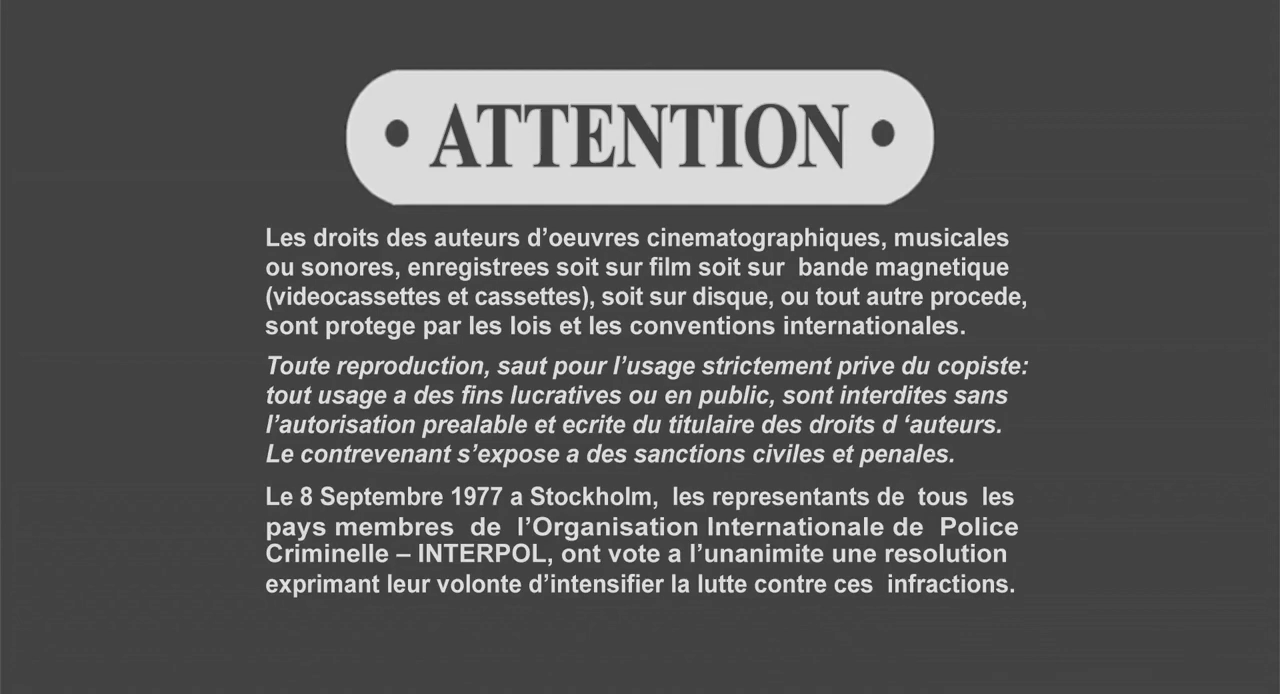 • ATTENTION •
Les droits des auteurs d’oeuvres cinematographiques, musicales
ou sonores, enregistrees soit sur film soit sur bande magnetique
(videocassettes et cassettes), soit sur disque, ou tout autre procede,
sont protege par les lois et les conventions internationales.
Toute reproduction, saut pour l’usage strictement prive du copiste:
tout usage a des fins lucratives ou en public, sont interdites sans
l’autorisation prealable et ecrite du titulaire des droits d ‘auteurs.
Le contrevenant s’expose a des sanctions civiles et penales.
Le 8 Septembre 1977 a Stockholm, les representants de tous les
pays membres de l’Organisation Internationale de Police
Criminelle – INTERPOL, ont vote a l’unanimite une resolution
exprimant leur volonte d’intensifier la lutte contre ces infractions.